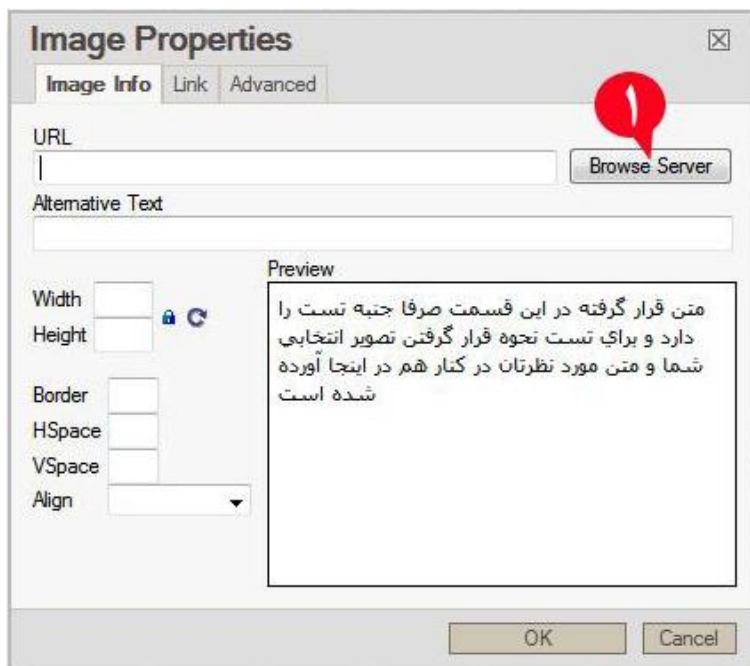 Image Properties
Image Info Link Advanced
۱
URL
Browse Server
Alternative Text
Width
Height
Border
HSpace
VSpace
Align
Preview
متن قرار گرفته در این قسمت صرفا جنبه تست را
دارد و براي تست نحوه قرار گرفتن تصویر انتخابي
شما و متن مورد نظرتان در کنار هم در اینجا آورده
شده است
OK Cancel